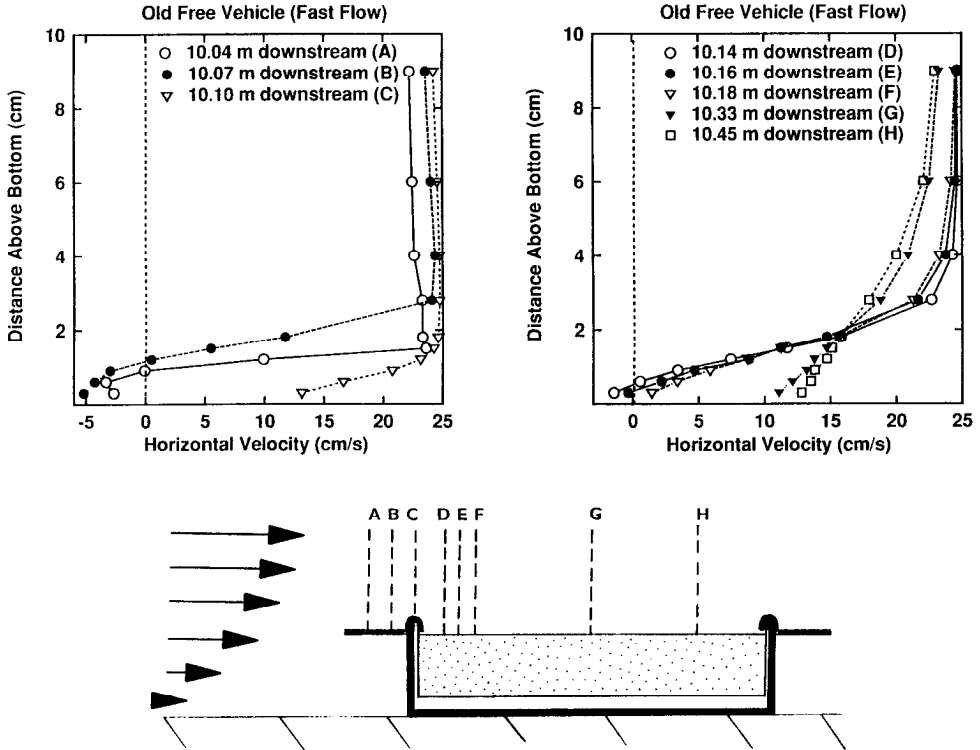 Old Free Vehicle (Fast Flow)
10.04 m downstream (A)
10.07 m downstream (B)
10.10 m downstream (C)
Distance Above Bottom (cm)
10
8
6
4
2
-5 0 5 10 15 20 25
Horizontal Velocity (cm/s)
Old Free Vehicle (Fast Flow)
10.14 m downstream (D)
10.16 m downstream (E)
10.18 m downstream (F)
10.33 m downstream (G)
10.45 m downstream (H)
Distance Above Bottom (cm)
10
8
6
4
2
0 5 10 15 20 25
Horizontal Velocity (cm/s)
A B C D E F G H